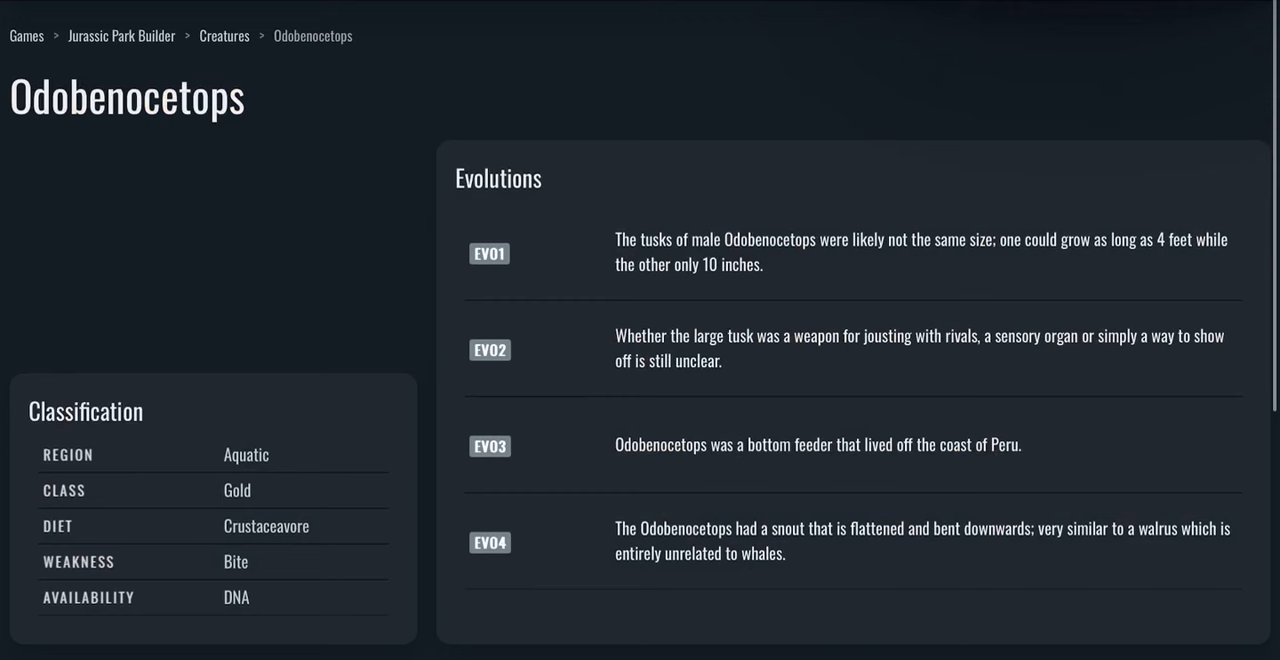 Games > Jurassic Park Builder > Creatures > Odobenocetops
Odobenocetops
Classification
REGION Aquatic
CLASS Gold
DIET Crustaceavore
WEAKNESS Bite
AVAILABILITY DNA
Evolutions
EVO1 The tusks of male Odobenocetops were likely not the same size; one could grow as long as 4 feet while
the other only 10 inches.
EVO2 Whether the large tusk was a weapon for jousting with rivals, a sensory organ or simply a way to show
off is still unclear.
EVO3 Odobenocetops was a bottom feeder that lived off the coast of Peru.
EVO4 The Odobenocetops had a snout that is flattened and bent downwards; very similar to a walrus which is
entirely unrelated to whales.